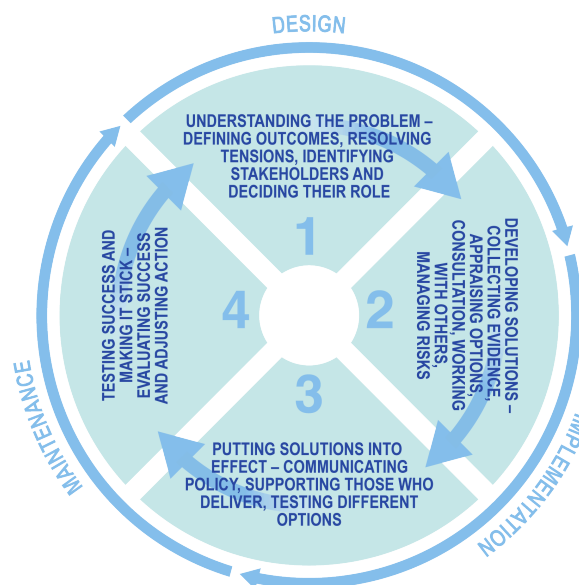 DESIGN
UNDERSTANDING THE PROBLEM –
DEFINING OUTCOMES, RESOLVING
TENSIONS, IDENTIFYING
STAKEHOLDERS AND
DECIDING THEIR ROLE
1
DEVELOPING SOLUTIONS –
COLLECTING EVIDENCE,
APPRAISING OPTIONS,
CONSULTATION, WORKING
WITH OTHERS,
MANAGING RISKS
2
IMPLEMENTATION
3
PUTTING SOLUTIONS INTO
EFFECT – COMMUNICATING
POLICY, SUPPORTING THOSE WHO
DELIVER, TESTING DIFFERENT
OPTIONS
4
TESTING SUCCESS AND
MAKING IT STICK –
EVALUATING SUCCESS
AND ADJUSTING ACTION
MAINTENANCE